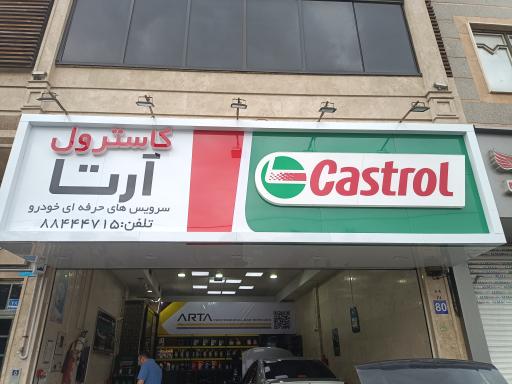 کاسترول
آرتا
سرویس های حرفه ای خودرو
تلفن:۸۸۴۴۴۷۱۵
Castrol
ARTA
80